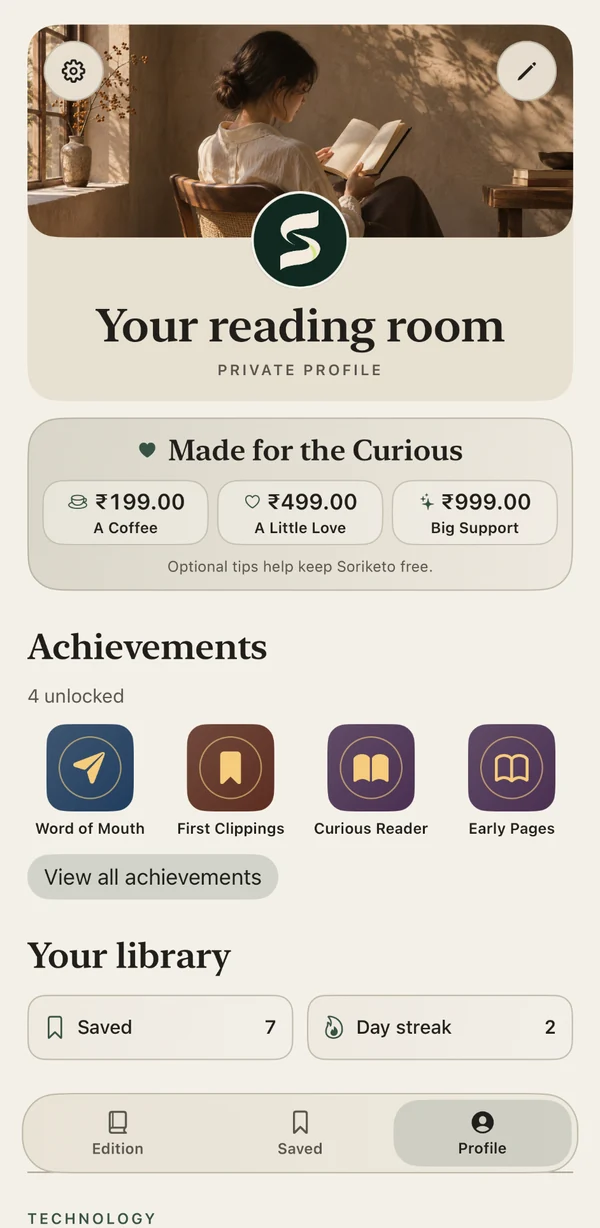 Your reading room
PRIVATE PROFILE
Made for the Curious
₹199.00
A Coffee
₹499.00
A Little Love
₹999.00
Big Support
Optional tips help keep Soriketo free.
Achievements
4 unlocked
Word of Mouth
First Clippings
Curious Reader
Early Pages
View all achievements
Your library
Saved 7
Day streak 2
Edition
Saved
Profile
TECHNOLOGY